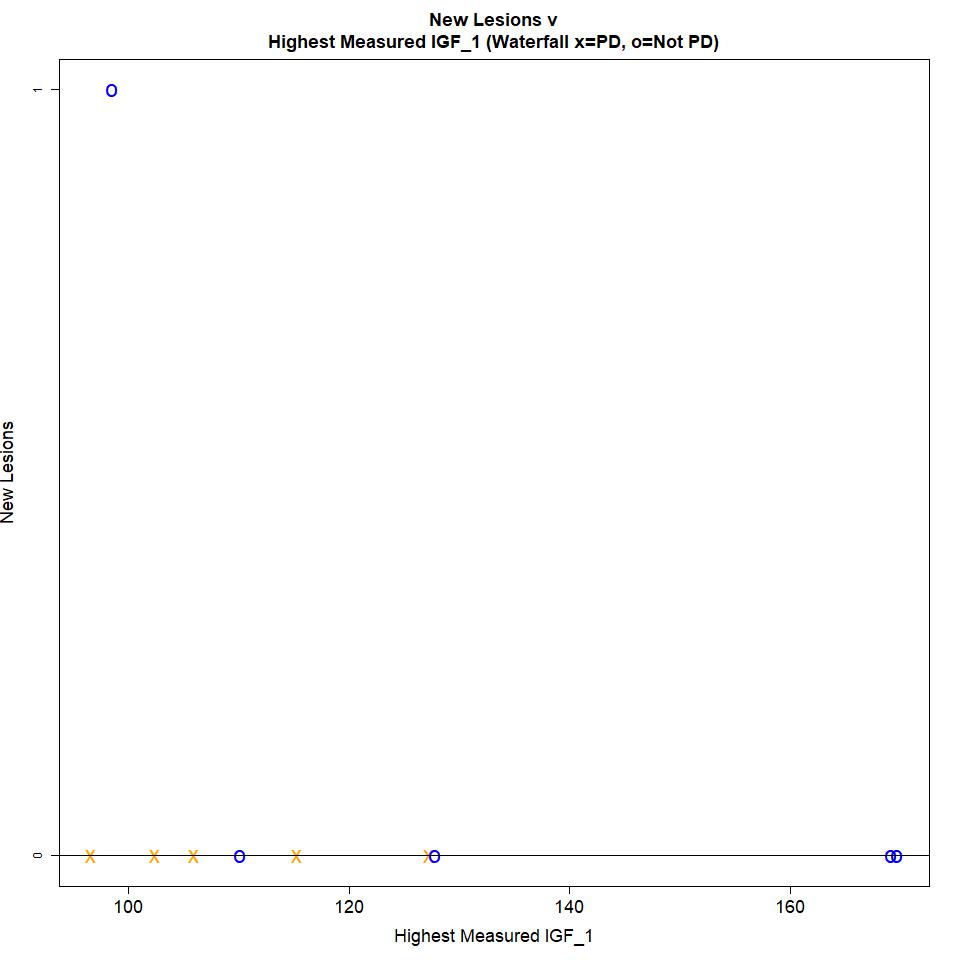 New Lesions v
Highest Measured IGF_1 (Waterfall x=PD, o=Not PD)
New Lesions
1
0
100 120 140 160
Highest Measured IGF_1